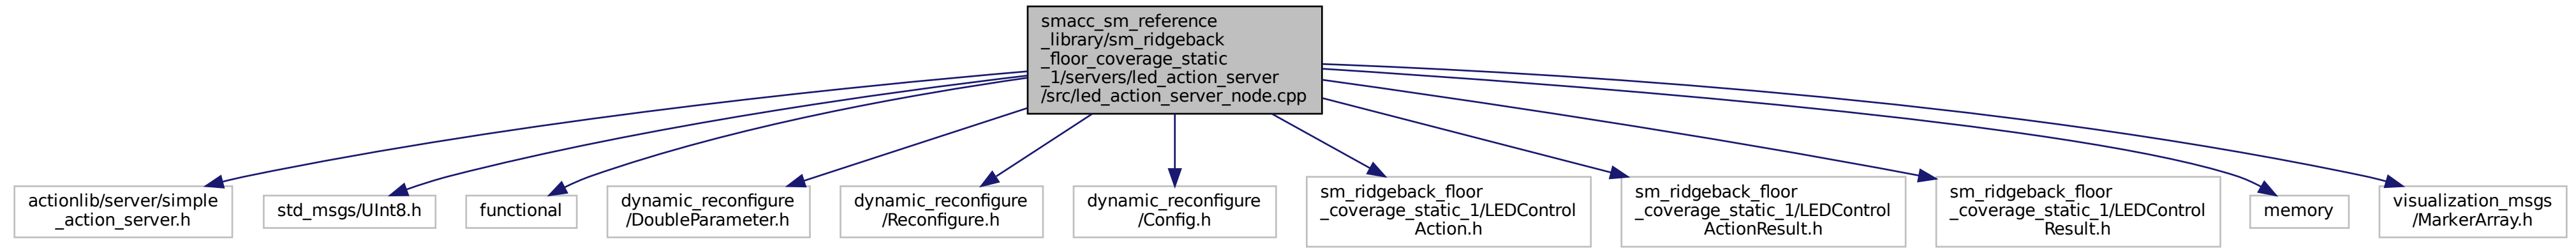 smacc_sm_reference
_library/sm_ridgeback
_floor_coverage_static
_1/servers/led_action_server
/src/led_action_server_node.cpp
actionlib/server/simple
_action_server.h
std_msgs/UInt8.h
functional
dynamic_reconfigure
/DoubleParameter.h
dynamic_reconfigure
/Reconfigure.h
dynamic_reconfigure
/Config.h
sm_ridgeback_floor
_coverage_static_1/LEDControl
Action.h
sm_ridgeback_floor
_coverage_static_1/LEDControl
ActionResult.h
sm_ridgeback_floor
_coverage_static_1/LEDControl
Result.h
memory
visualization_msgs
/MarkerArray.h